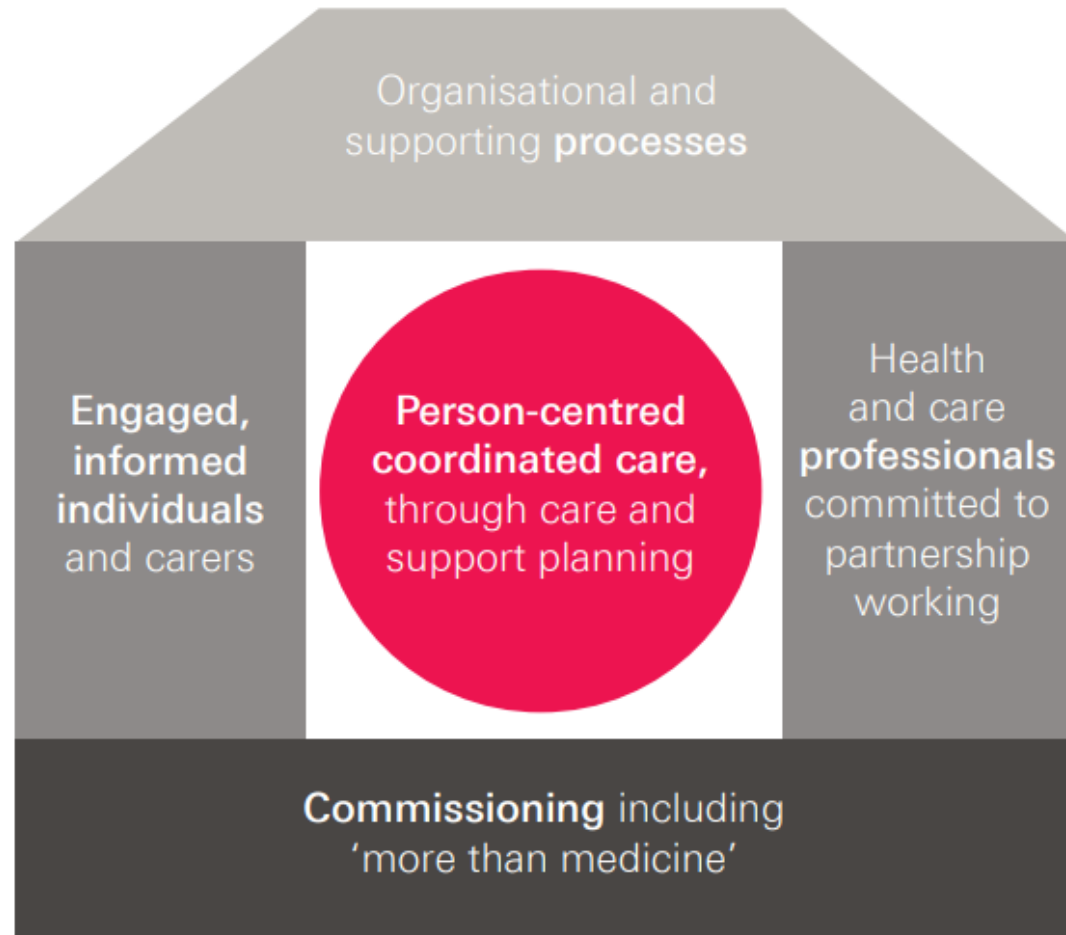 Organisational and
supporting processes
Engaged,
informed
individuals
and carers
Person-centred
coordinated care,
through care and
support planning
Health
and care
professionals
committed to
partnership
working
Commissioning including
‘more than medicine’